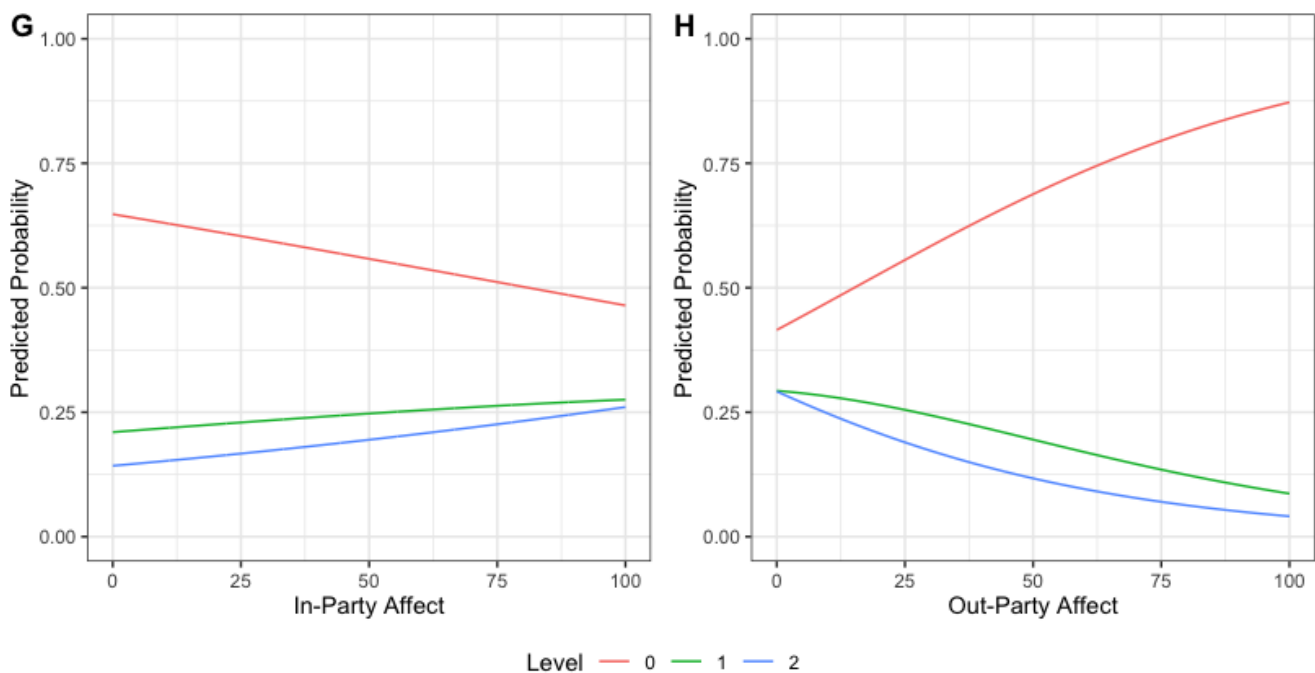 G
1.00
0.75
0.50
0.25
0.00
Predicted Probability
0 25 50 75 100
In-Party Affect
H
1.00
0.75
0.50
0.25
0.00
Predicted Probability
0 25 50 75 100
Out-Party Affect
Level 0 1 2